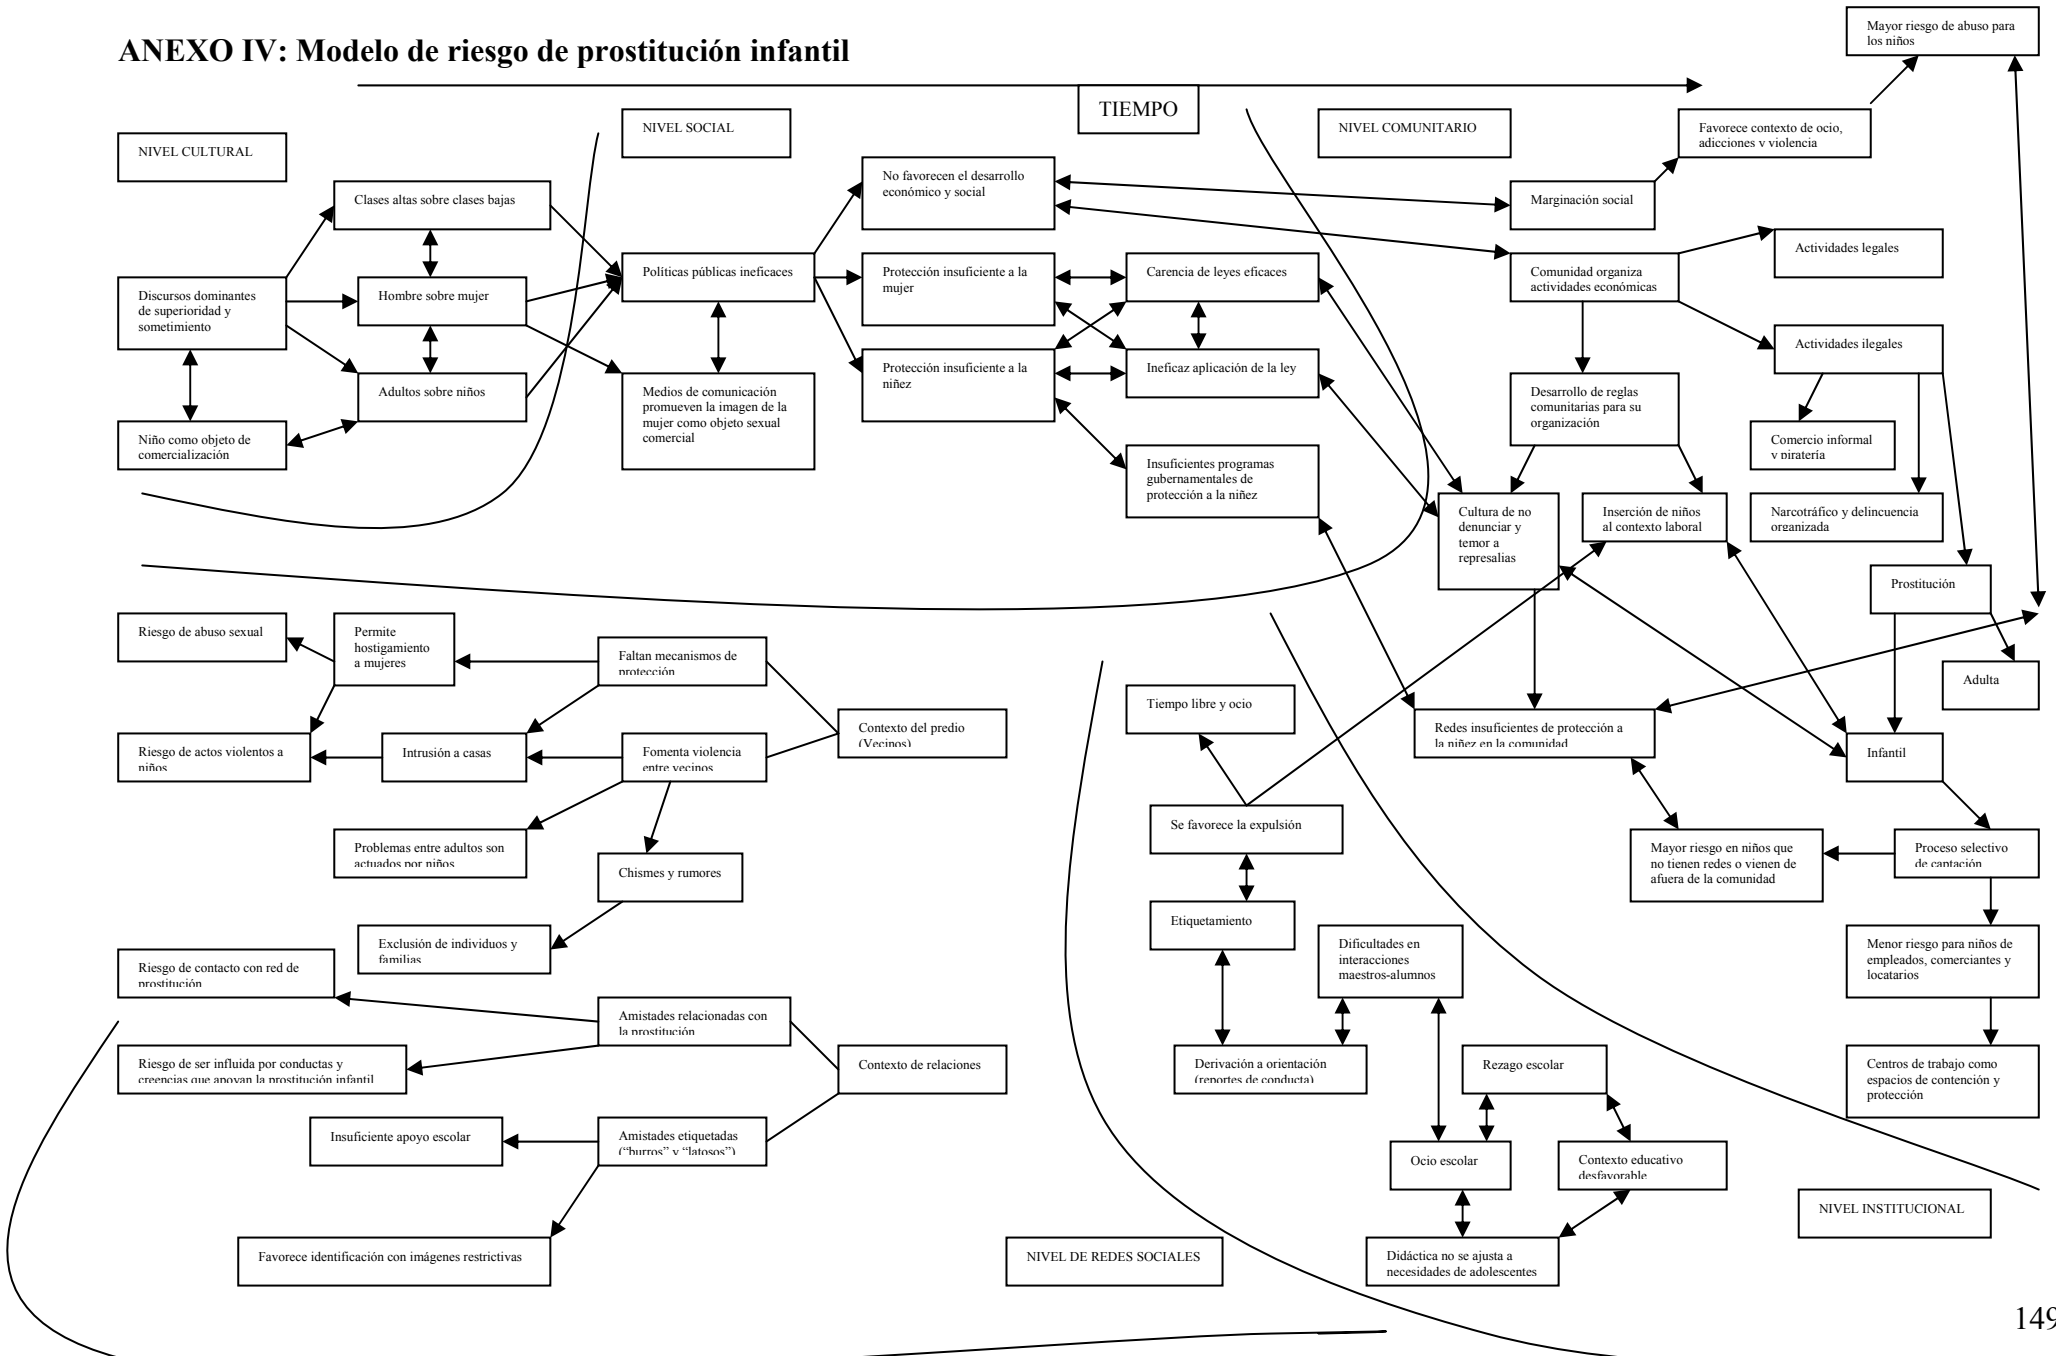 ANEXO IV: Modelo de riesgo de prostitución infantil
TIEMPO
NIVEL CULTURAL
Clases altas sobre clases bajas
Discursos dominantes
de superioridad y
sometimiento
Hombre sobre mujer
Adultos sobre niños
Niño como objeto de
comercialización
NIVEL SOCIAL
Políticas públicas ineficaces
Medios de comunicación
promueven la imagen de la
mujer como objeto sexual
comercial
No favorecen el desarrollo
económico y social
Protección insuficiente a la
mujer
Protección insuficiente a la
niñez
Carencia de leyes eficaces
Ineficaz aplicación de la ley
Insuficientes programas
gubernamentales de
protección a la niñez
NIVEL COMUNITARIO
Mayor riesgo de abuso para
los niños
Favorece contexto de ocio,
adicciones y violencia
Marginación social
Comunidad organiza
actividades económicas
Actividades legales
Actividades ilegales
Desarrollo de reglas
comunitarias para su
organización
Comercio informal
y piratería
Cultura de no
denunciar y
temor a
represalias
Inserción de niños
al contexto laboral
Narcotráfico y delincuencia
organizada
Prostitución
Adulta
Infantil
Redes insuficientes de protección a
la niñez en la comunidad
Mayor riesgo en niños que
no tienen redes o vienen de
afuera de la comunidad
Proceso selectivo
de captación
Menor riesgo para niños de
empleados, comerciantes y
locatarios
Centros de trabajo como
espacios de contención y
protección
Riesgo de abuso sexual
Permite
hostigamiento
a mujeres
Faltan mecanismos de
protección
Contexto del predio
(Vecinos)
Riesgo de actos violentos a
niños
Intrusión a casas
Fomenta violencia
entre vecinos
Problemas entre adultos son
actuados por niños
Chismes y rumores
Exclusión de individuos y
familias
Riesgo de contacto con red de
prostitución
Amistades relacionadas con
la prostitución
Riesgo de ser influida por conductas y
creencias que apoyan la prostitución infantil
Contexto de relaciones
Insuficiente apoyo escolar
Amistades etiquetadas
(“burros” y “latosos”)
Favorece identificación con imágenes restrictivas
NIVEL DE REDES SOCIALES
Tiempo libre y ocio
Se favorece la expulsión
Etiquetamiento
Dificultades en
interacciones
maestros-alumnos
Derivación a orientación
(reportes de conducta)
Rezago escolar
Ocio escolar
Contexto educativo
desfavorable
Didáctica no se ajusta a
necesidades de adolescentes
NIVEL INSTITUCIONAL
149